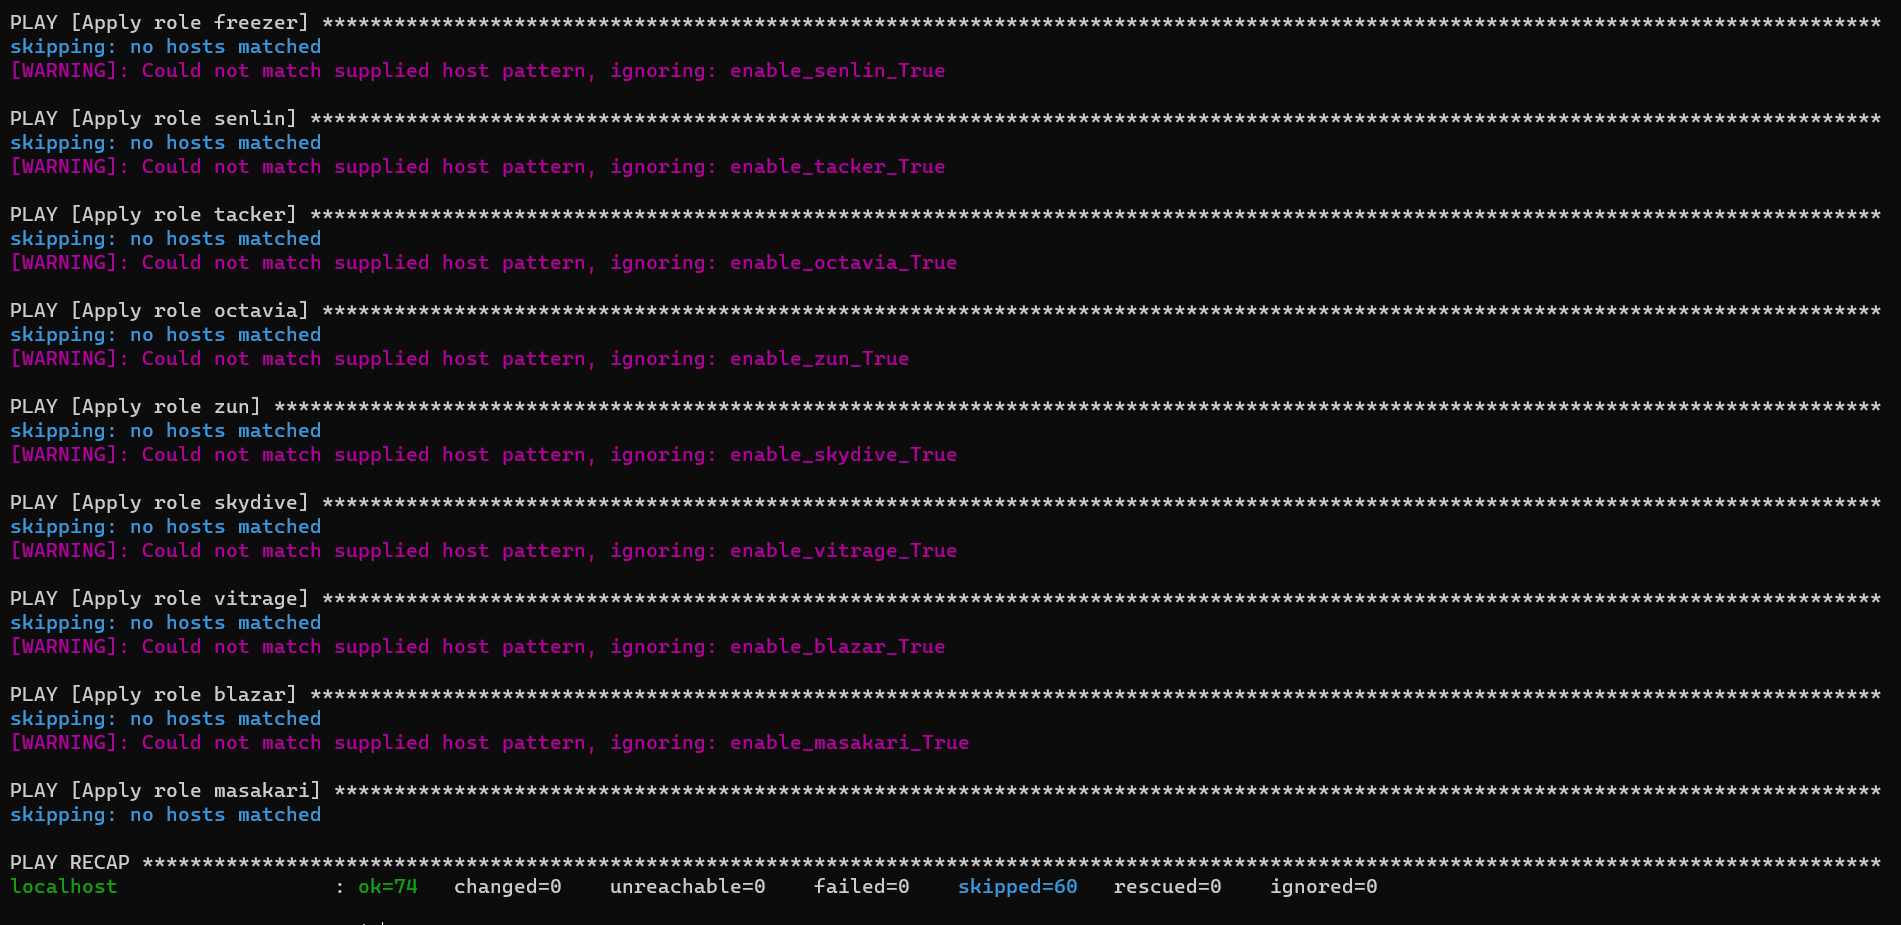 PLAY [Apply role freezer] **********************************************************************************************************************************
skipping: no hosts matched
[WARNING]: Could not match supplied host pattern, ignoring: enable_senlin_True
PLAY [Apply role senlin] ***********************************************************************************************************************************
skipping: no hosts matched
[WARNING]: Could not match supplied host pattern, ignoring: enable_tacker_True
PLAY [Apply role tacker] ***********************************************************************************************************************************
skipping: no hosts matched
[WARNING]: Could not match supplied host pattern, ignoring: enable_octavia_True
PLAY [Apply role octavia] **********************************************************************************************************************************
skipping: no hosts matched
[WARNING]: Could not match supplied host pattern, ignoring: enable_zun_True
PLAY [Apply role zun] **************************************************************************************************************************************
skipping: no hosts matched
[WARNING]: Could not match supplied host pattern, ignoring: enable_skydive_True
PLAY [Apply role skydive] **********************************************************************************************************************************
skipping: no hosts matched
[WARNING]: Could not match supplied host pattern, ignoring: enable_vitrage_True
PLAY [Apply role vitrage] **********************************************************************************************************************************
skipping: no hosts matched
[WARNING]: Could not match supplied host pattern, ignoring: enable_blazar_True
PLAY [Apply role blazar] ***********************************************************************************************************************************
skipping: no hosts matched
[WARNING]: Could not match supplied host pattern, ignoring: enable_masakari_True
PLAY [Apply role masakari] *********************************************************************************************************************************
skipping: no hosts matched
PLAY RECAP *************************************************************************************************************************************************
localhost                  : ok=74   changed=0    unreachable=0    failed=0    skipped=60   rescued=0    ignored=0